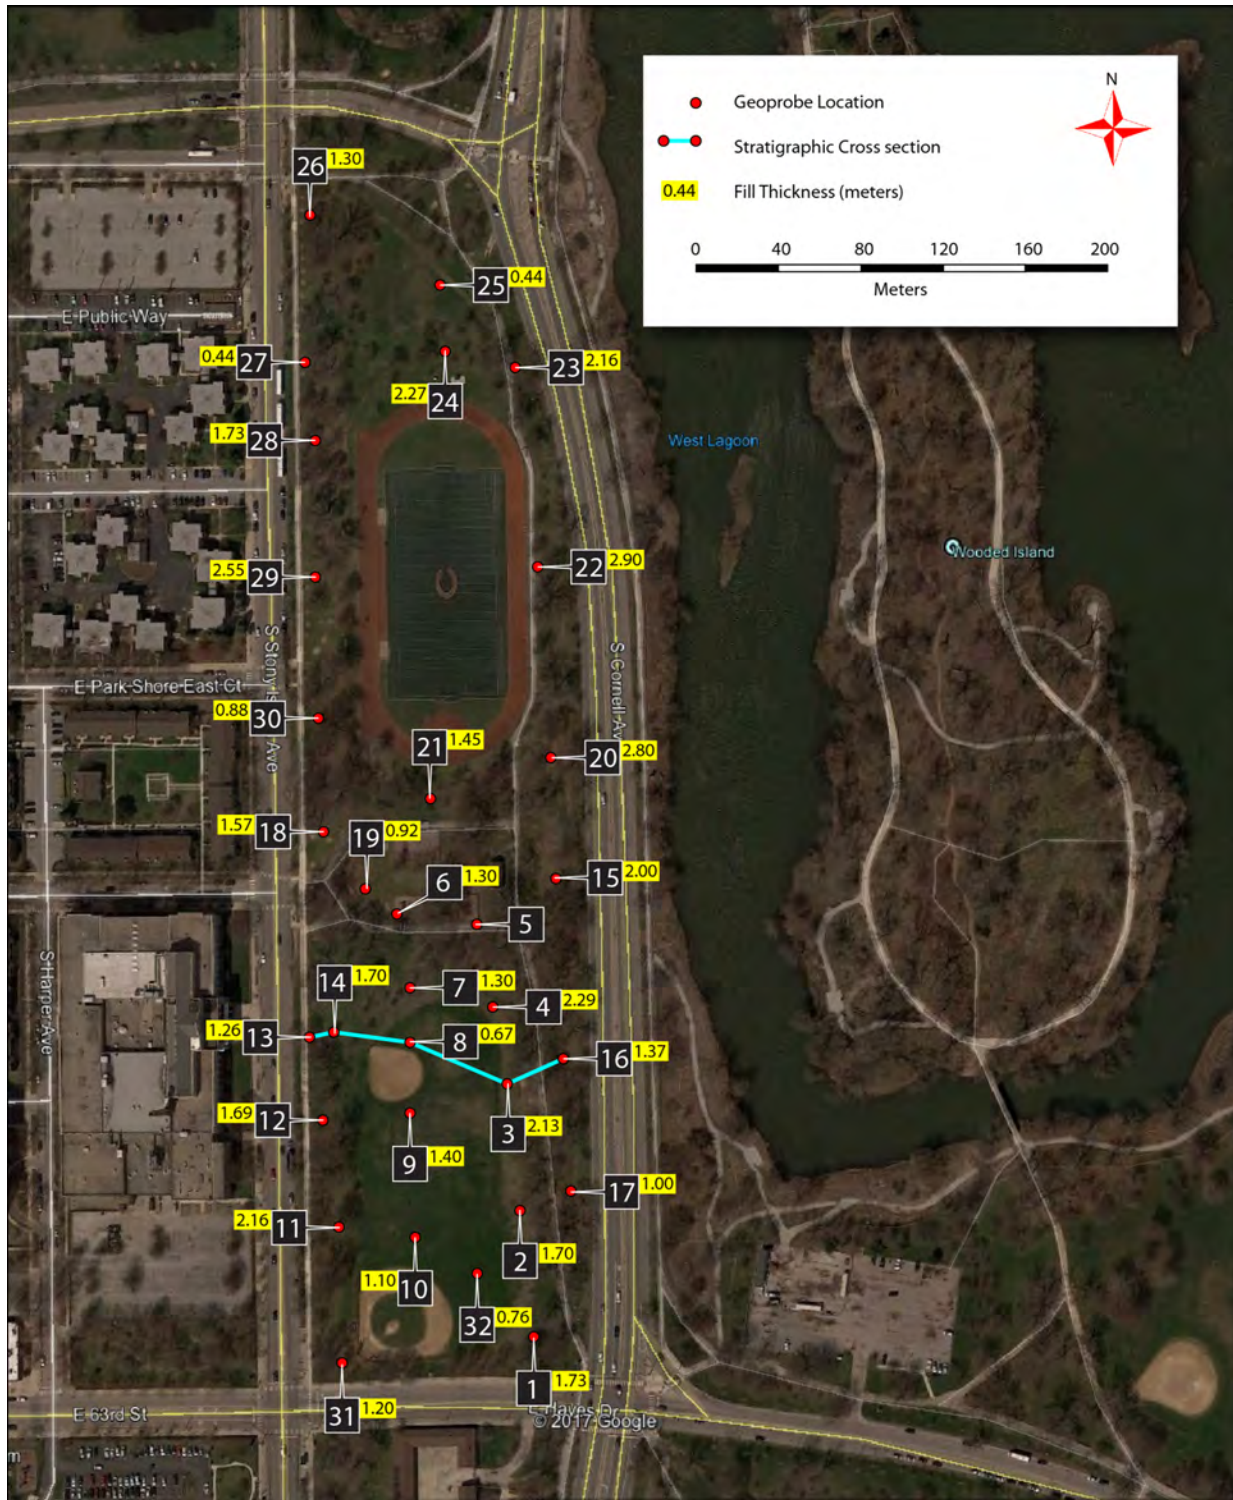 N
Geoprobe Location
Stratigraphic Cross section
0.44 Fill Thickness (meters)
0 40 80 120 160 200
Meters
26 1.30
25 0.44
E Public Way
0.44 27
23 2.16
2.27 24
1.73 28
West Lagoon
22 2.90
Wooded Island
2.55 29
S Stony Is
Ave
S Cornell Av
E Park Shore East Ct
0.88 30
21 1.45
20 2.80
1.57 18
19 0.92
6 1.30
15 2.00
5
S Harper Ave
14 1.70
7 1.30
4 2.29
1.26 13
8 0.67
16 1.37
1.69 12
3 2.13
9 1.40
17 1.00
2.16 11
2 1.70
1.10 10
32 0.76
1 1.73
31 1.20
E 63rd St
E Hayes Dr
© 2017 Google
m